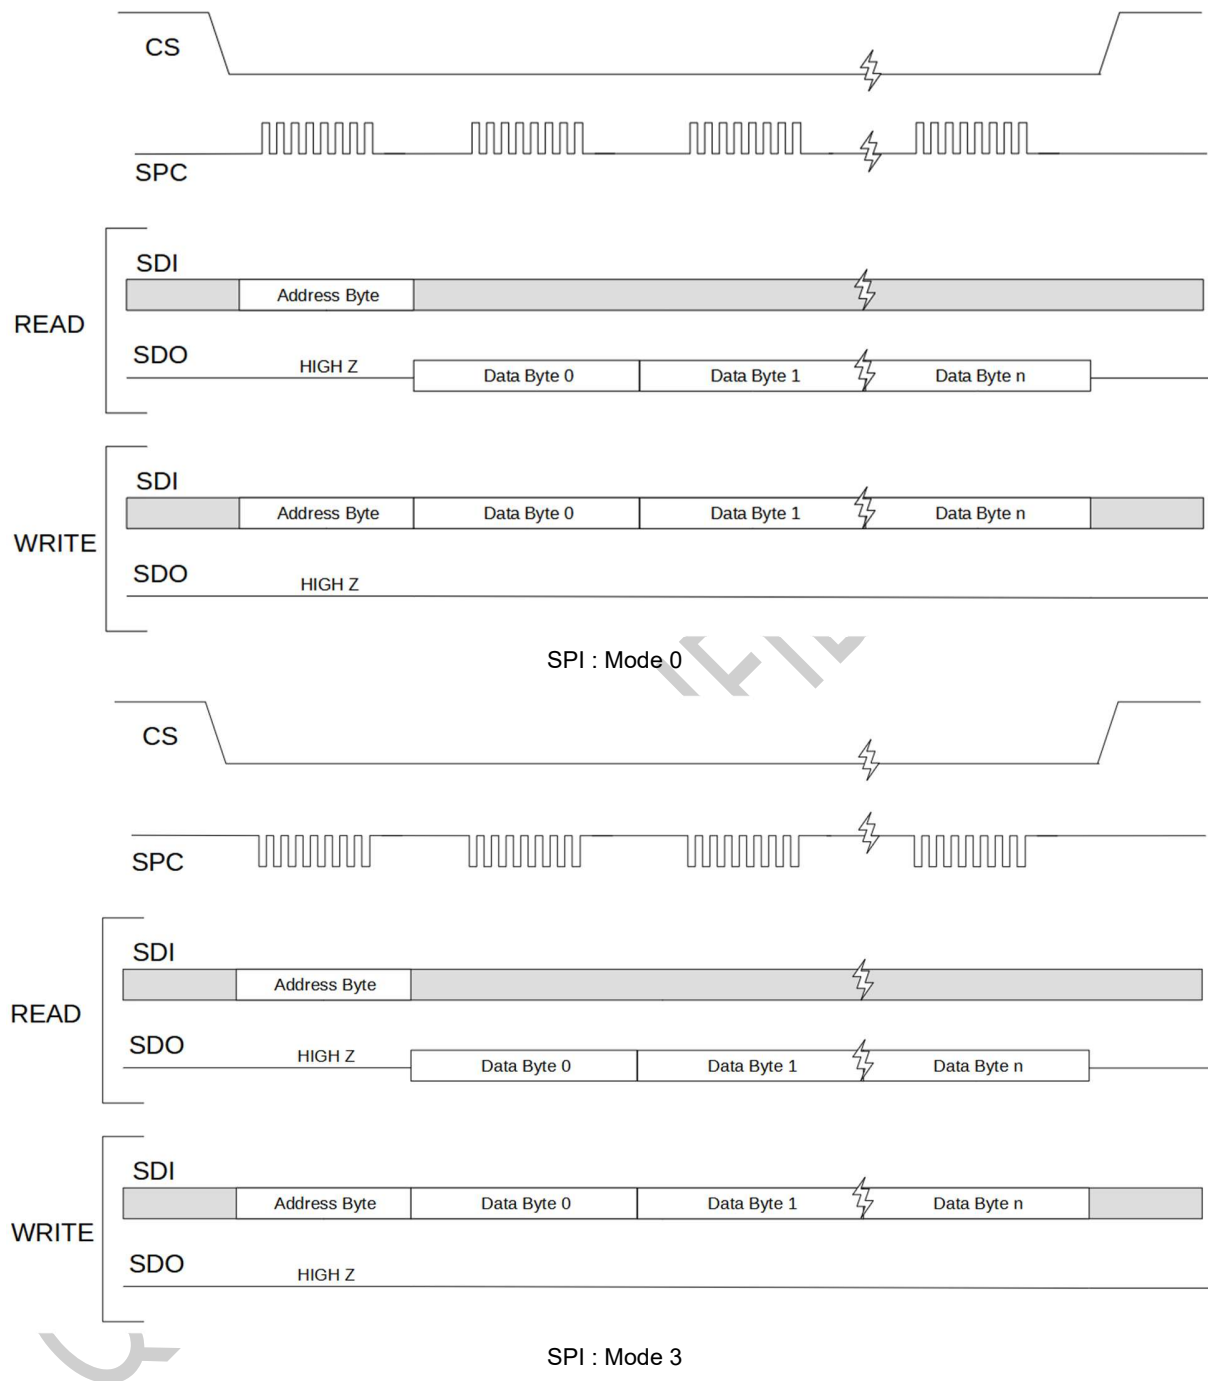 CS
SPC
SDI
Address Byte
READ
SDO
HIGH Z
Data Byte 0 Data Byte 1 Data Byte n
SDI
Address Byte Data Byte 0 Data Byte 1 Data Byte n
WRITE
SDO
HIGH Z
SPI : Mode 0
CS
SPC
SDI
Address Byte
READ
SDO
HIGH Z
Data Byte 0 Data Byte 1 Data Byte n
SDI
Address Byte Data Byte 0 Data Byte 1 Data Byte n
WRITE
SDO
HIGH Z
SPI : Mode 3